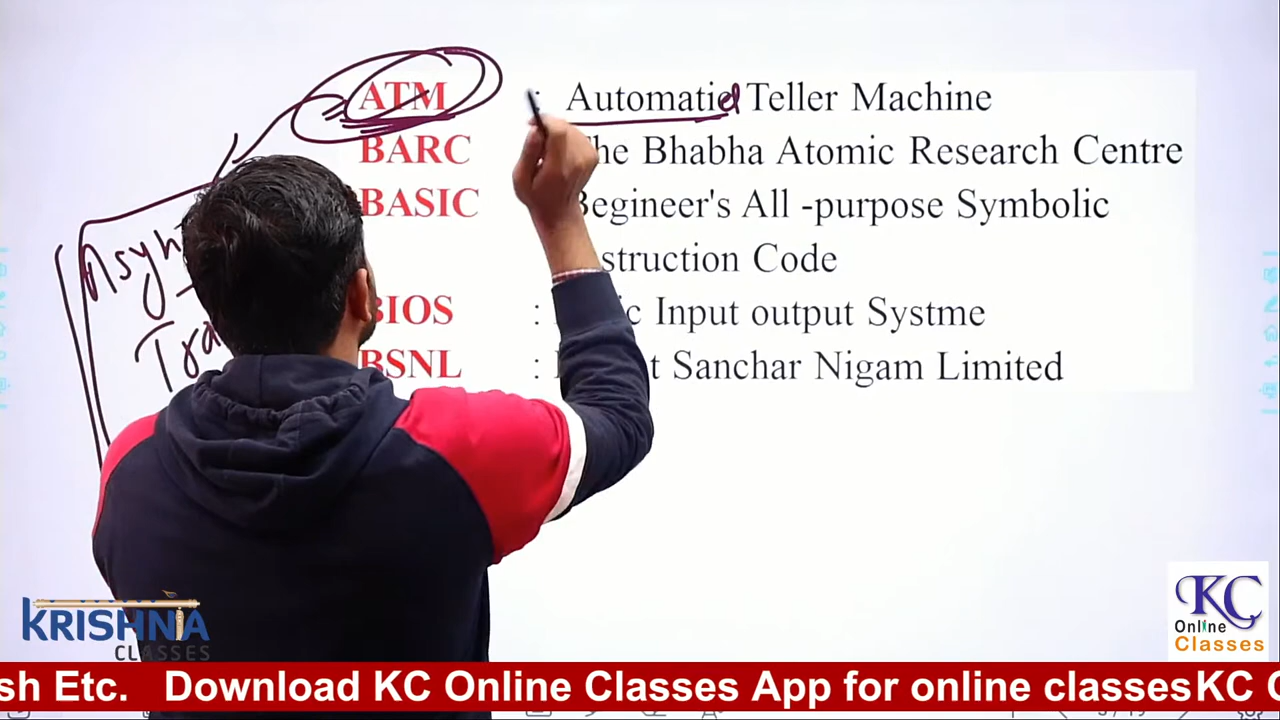 ATM : Automatic Teller Machine
BARC The Bhabha Atomic Research Centre
BASIC Begineer's All -purpose Symbolic
struction Code
BIOS : Input output Systme
BSNL : Sanchar Nigam Limited
KRISHNA
CLASSES
KC
Online
Classes
sh Etc. Download KC Online Classes App for online classes KC